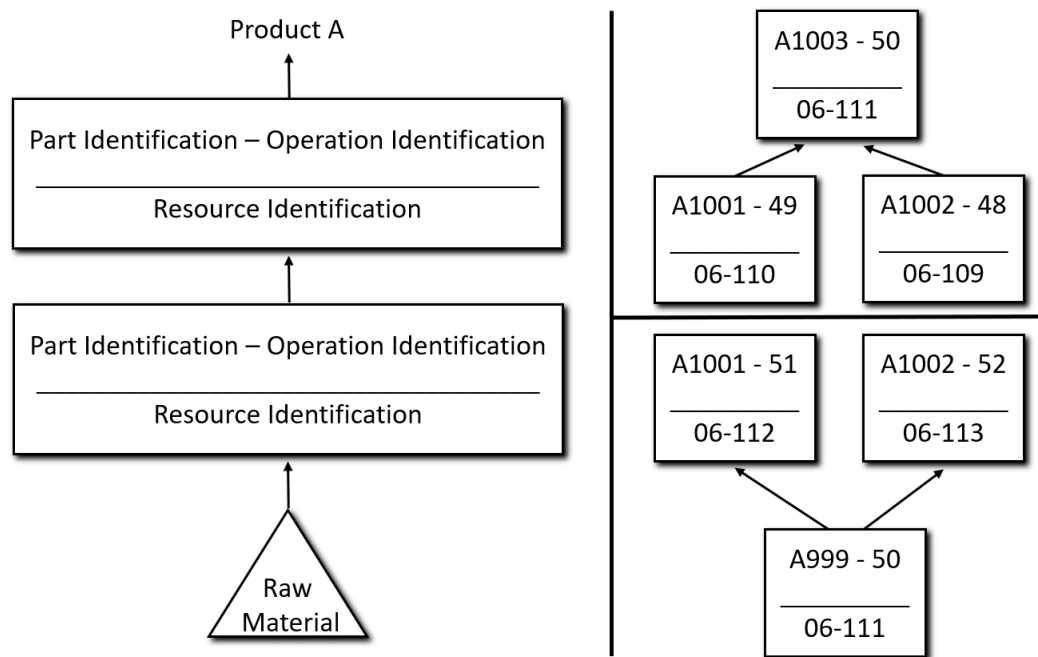 Product A
Part Identification – Operation Identification
Resource Identification
Part Identification – Operation Identification
Resource Identification
Raw
Material
A1003 - 50
06-111
A1001 - 49
06-110
A1002 - 48
06-109
A1001 - 51
06-112
A1002 - 52
06-113
A999 - 50
06-111